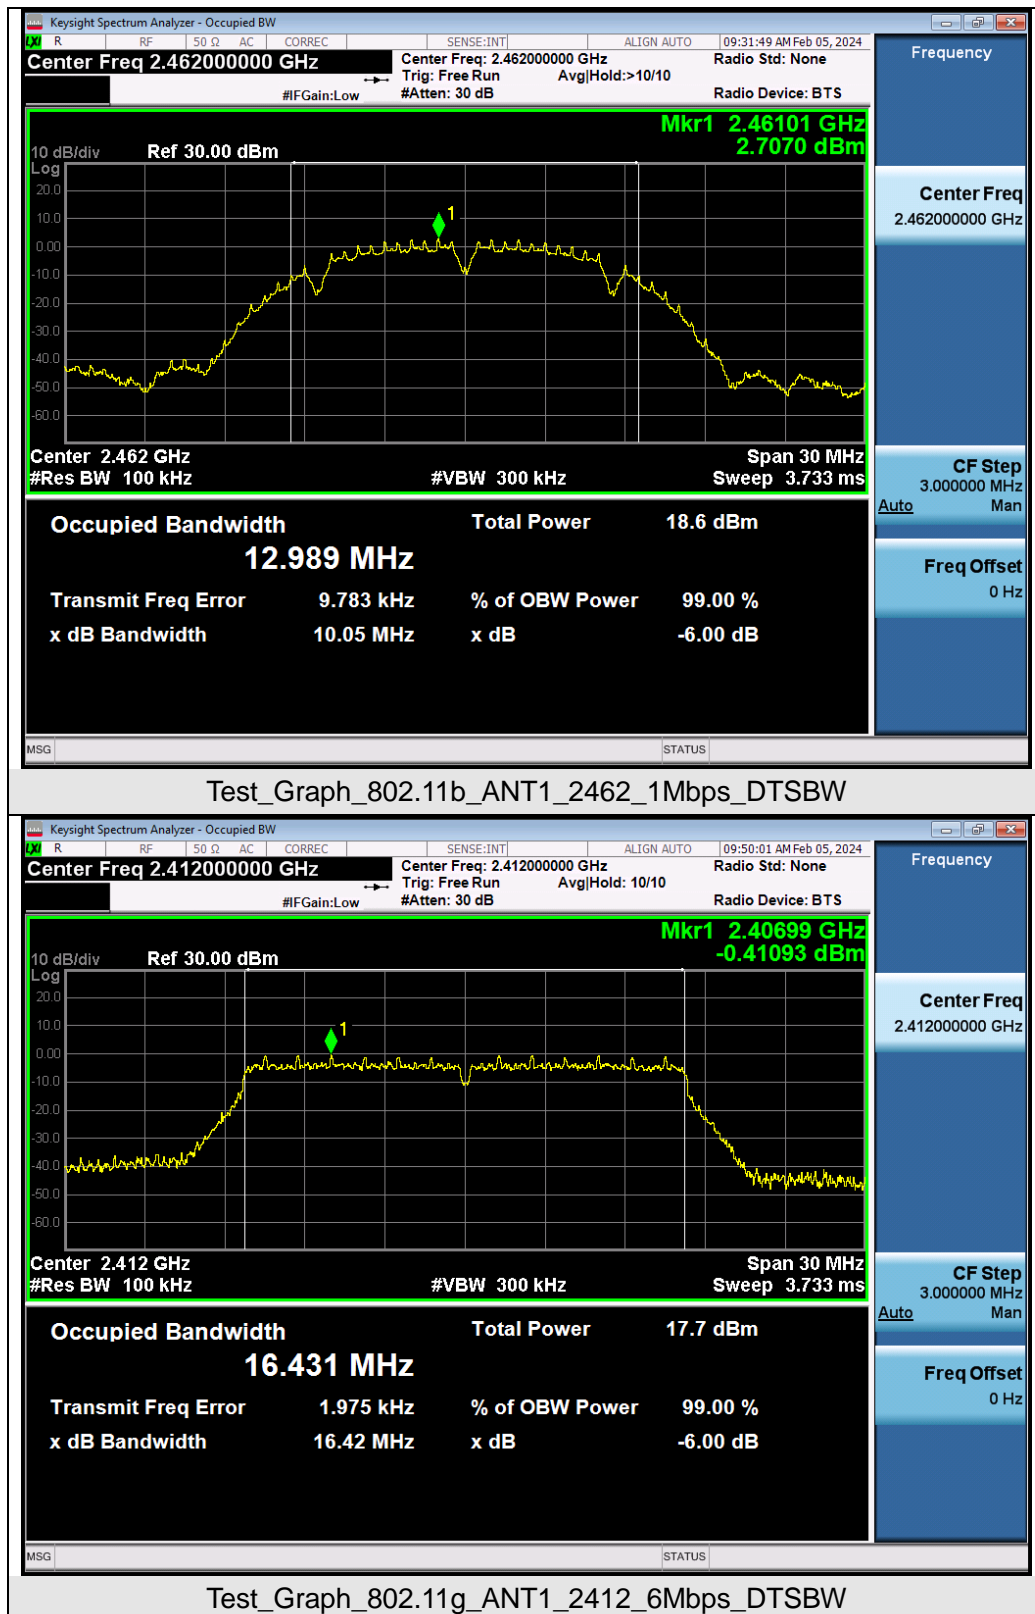 Keysight Spectrum Analyzer - Occupied BW
LXI R RF 50 Ω AC CORREC SENSE:INT ALIGN AUTO 09:31:49 AM Feb 05, 2024
Center Freq 2.462000000 GHz Center Freq: 2.462000000 GHz Radio Std: None
Trig: Free Run Avg|Hold:>10/10
#IFGain:Low #Atten: 30 dB Radio Device: BTS
Frequency
Mkr1 2.46101 GHz
2.7070 dBm
10 dB/div Ref 30.00 dBm
Log
20.0
10.0
0.00
-10.0
-20.0
-30.0
-40.0
-50.0
-60.0
1
Center 2.462 GHz Span 30 MHz
#Res BW 100 kHz #VBW 300 kHz Sweep 3.733 ms
Center Freq
2.462000000 GHz
CF Step
3.000000 MHz
Auto Man
Freq Offset
0 Hz
Occupied Bandwidth Total Power 18.6 dBm
12.989 MHz
Transmit Freq Error 9.783 kHz % of OBW Power 99.00 %
x dB Bandwidth 10.05 MHz x dB -6.00 dB
MSG STATUS
Test_Graph_802.11b_ANT1_2462_1Mbps_DTSBW
Keysight Spectrum Analyzer - Occupied BW
LXI R RF 50 Ω AC CORREC SENSE:INT ALIGN AUTO 09:50:01 AM Feb 05, 2024
Center Freq 2.412000000 GHz Center Freq: 2.412000000 GHz Radio Std: None
Trig: Free Run Avg|Hold: 10/10
#IFGain:Low #Atten: 30 dB Radio Device: BTS
Frequency
Mkr1 2.40699 GHz
-0.41093 dBm
10 dB/div Ref 30.00 dBm
Log
20.0
10.0
0.00
-10.0
-20.0
-30.0
-40.0
-50.0
-60.0
1
Center 2.412 GHz Span 30 MHz
#Res BW 100 kHz #VBW 300 kHz Sweep 3.733 ms
Center Freq
2.412000000 GHz
CF Step
3.000000 MHz
Auto Man
Freq Offset
0 Hz
Occupied Bandwidth Total Power 17.7 dBm
16.431 MHz
Transmit Freq Error 1.975 kHz % of OBW Power 99.00 %
x dB Bandwidth 16.42 MHz x dB -6.00 dB
MSG STATUS
Test_Graph_802.11g_ANT1_2412_6Mbps_DTSBW